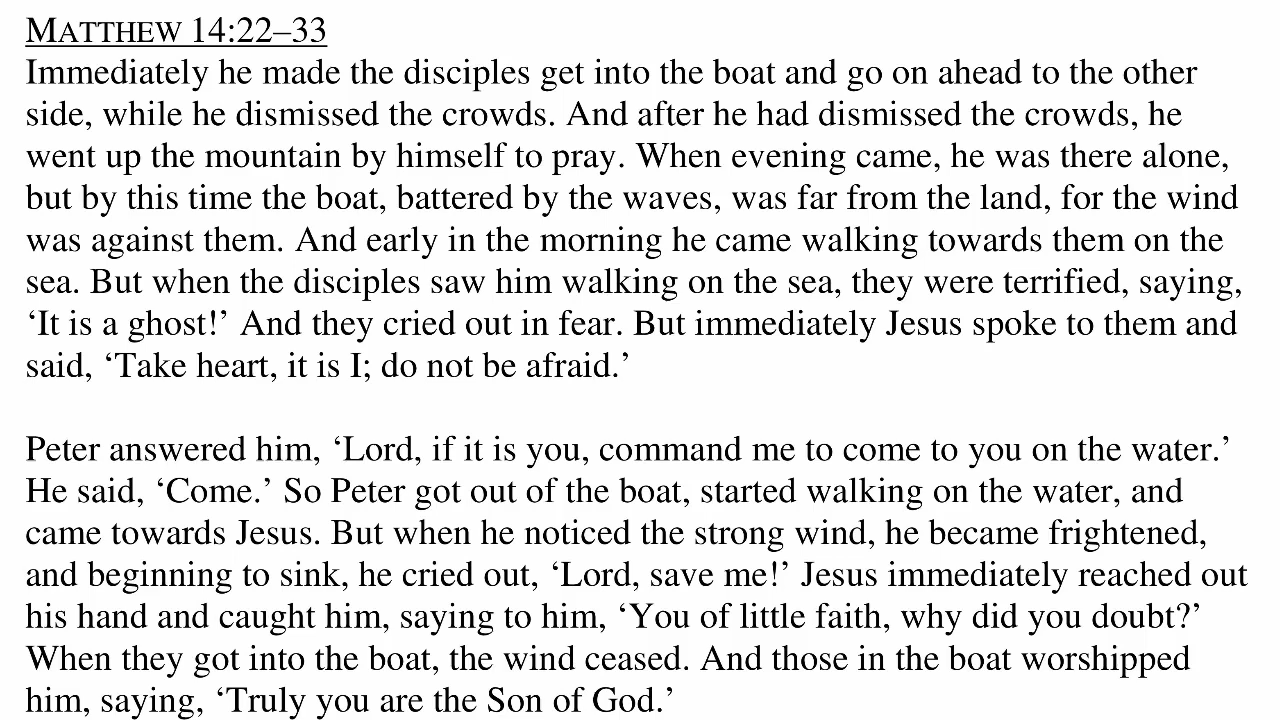 MATTHEW 14:22–33
Immediately he made the disciples get into the boat and go on ahead to the other
side, while he dismissed the crowds. And after he had dismissed the crowds, he
went up the mountain by himself to pray. When evening came, he was there alone,
but by this time the boat, battered by the waves, was far from the land, for the wind
was against them. And early in the morning he came walking towards them on the
sea. But when the disciples saw him walking on the sea, they were terrified, saying,
‘It is a ghost!’ And they cried out in fear. But immediately Jesus spoke to them and
said, ‘Take heart, it is I; do not be afraid.’
Peter answered him, ‘Lord, if it is you, command me to come to you on the water.’
He said, ‘Come.’ So Peter got out of the boat, started walking on the water, and
came towards Jesus. But when he noticed the strong wind, he became frightened,
and beginning to sink, he cried out, ‘Lord, save me!’ Jesus immediately reached out
his hand and caught him, saying to him, ‘You of little faith, why did you doubt?’
When they got into the boat, the wind ceased. And those in the boat worshipped
him, saying, ‘Truly you are the Son of God.’